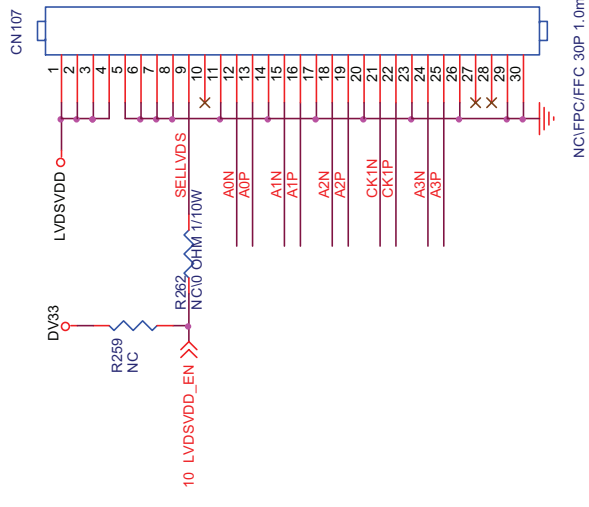 CN107
NC\FPC/FFC 30P 1.0m
1
2
3
4
5
6
7
8
9
10
11
12
13
14
15
16
17
18
19
20
21
22
23
24
25
26
27
28
29
30
LVDSVDD
SELLVDS
A0N
A0P
A1N
A1P
A2N
A2P
CK1N
CK1P
A3N
A3P
R262
NC\0 OHM 1/10W
DV33
R259
NC
10 LVDSVDD_EN